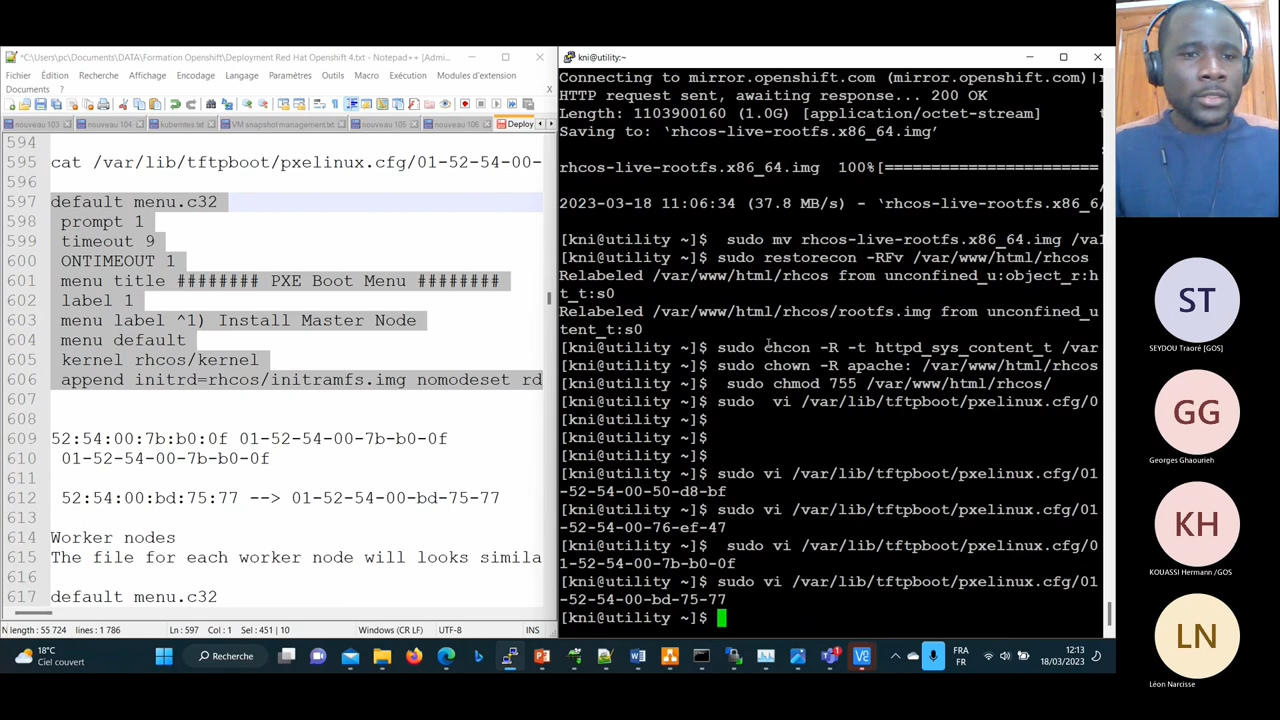 *C:\Users\pc\Documents\DATA\Formation Openshift\Deployment Red Hat Openshift 4.txt - Notepad++ [Admi...
Fichier Édition Recherche Affichage Encodage Langage Paramètres Outils Macro Exécution Modules d'extension
Documents ?
nouveau 103 nouveau 104 kuberntes.txt VM snapshot management.txt nouveau 105 nouveau 106 Deploy
594
595 cat /var/lib/tftpboot/pxelinux.cfg/01-52-54-00-
596
597 default menu.c32
598 prompt 1
599 timeout 9
600 ONTIMEOUT 1
601 menu title ######## PXE Boot Menu ########
602 label 1
603 menu label ^1) Install Master Node
604 menu default
605 kernel rhcos/kernel
606 append initrd=rhcos/initramfs.img nomodeset rd
607
608
609 52:54:00:7b:b0:0f 01-52-54-00-7b-b0-0f
610 01-52-54-00-7b-b0-0f
611
612 52:54:00:bd:75:77 --> 01-52-54-00-bd-75-77
613
614 Worker nodes
615 The file for each worker node will looks simila
616
617 default menu.c32
N length : 55 724 lines : 1 786 Ln : 597 Col : 1 Sel : 451 | 10 Windows (CR LF) UTF-8 INS
kni@utility:~
Connecting to mirror.openshift.com (mirror.openshift.com)|
HTTP request sent, awaiting response... 200 OK
Length: 1103900160 (1.0G) [application/octet-stream]
Saving to: ‘rhcos-live-rootfs.x86_64.img’
rhcos-live-rootfs.x86_64.img 100%[========================
2023-03-18 11:06:34 (37.8 MB/s) - ‘rhcos-live-rootfs.x86_6
[kni@utility ~]$ sudo mv rhcos-live-rootfs.x86_64.img /va
[kni@utility ~]$ sudo restorecon -RFv /var/www/html/rhcos
Relabeled /var/www/html/rhcos from unconfined_u:object_r:h
t_t:s0
Relabeled /var/www/html/rhcos/rootfs.img from unconfined_u
tent_t:s0
[kni@utility ~]$ sudo chcon -R -t httpd_sys_content_t /var
[kni@utility ~]$ sudo chown -R apache: /var/www/html/rhcos
[kni@utility ~]$ sudo chmod 755 /var/www/html/rhcos/
[kni@utility ~]$ sudo vi /var/lib/tftpboot/pxelinux.cfg/0
[kni@utility ~]$
[kni@utility ~]$
[kni@utility ~]$
[kni@utility ~]$ sudo vi /var/lib/tftpboot/pxelinux.cfg/01
-52-54-00-50-d8-bf
[kni@utility ~]$ sudo vi /var/lib/tftpboot/pxelinux.cfg/01
-52-54-00-76-ef-47
[kni@utility ~]$ sudo vi /var/lib/tftpboot/pxelinux.cfg/0
1-52-54-00-7b-b0-0f
[kni@utility ~]$ sudo vi /var/lib/tftpboot/pxelinux.cfg/01
-52-54-00-bd-75-77
[kni@utility ~]$
ST
SEYDOU Traoré [GOS]
GG
Georges Ghaourieh
KH
KOUASSI Hermann /GOS
LN
Léon Narcisse
18°C
Ciel couvert
Recherche
FRA
FR
12:13
18/03/2023